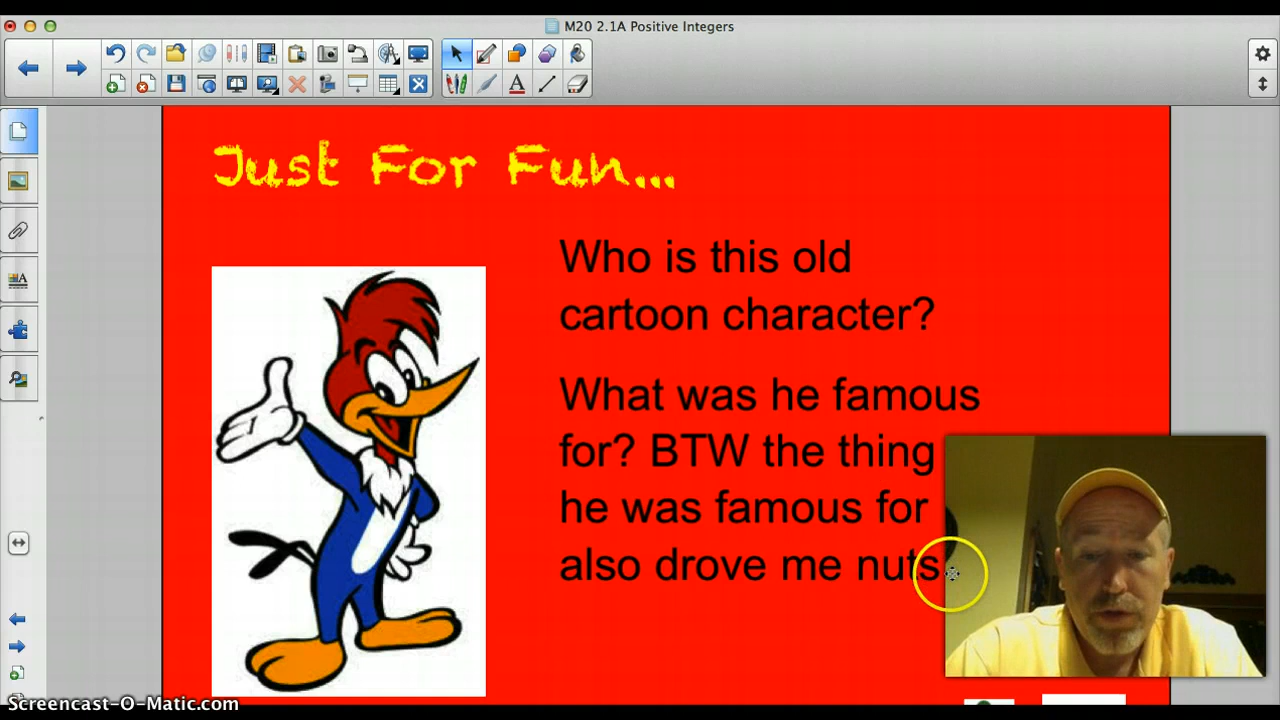 M20 2.1A Positive Integers
Just For Fun...
Who is this old
cartoon character?
What was he famous
for? BTW the thing
he was famous for
also drove me nuts
Screencast-O-Matic.com